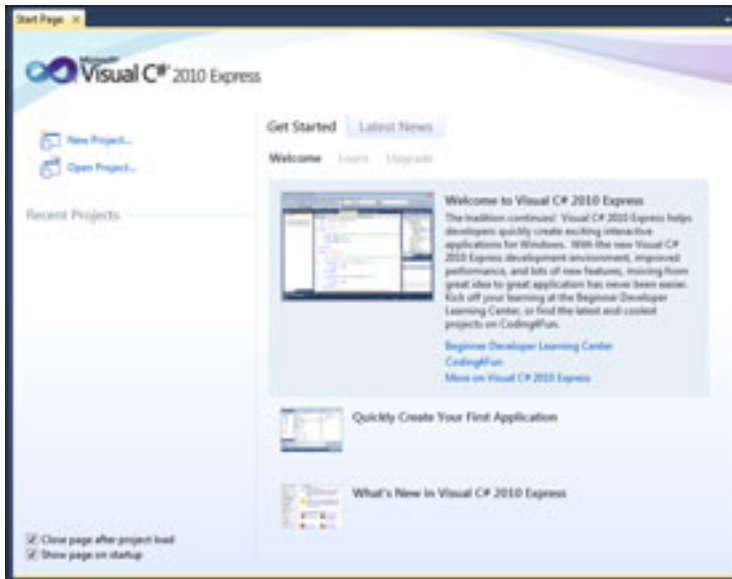 Start Page
Microsoft
Visual C# 2010 Express
New Project...
Open Project...
Recent Projects
Get Started
Latest News
Welcome
Learn
Upgrade
Welcome to Visual C# 2010 Express
The tradition continues! Visual C# 2010 Express helps
developers quickly create exciting interactive
applications for Windows. With the new Visual C#
2010 Express development environment, improved
performance, and lots of new features, moving from
great idea to great application has never been easier.
Kick off your learning at the Beginner Developer
Learning Center, or find the latest and coolest
projects on Coding4Fun.
Beginner Developer Learning Center
Coding4Fun
More on Visual C# 2010 Express
Quickly Create Your First Application
What's New in Visual C# 2010 Express
Close page after project load
Show page on startup